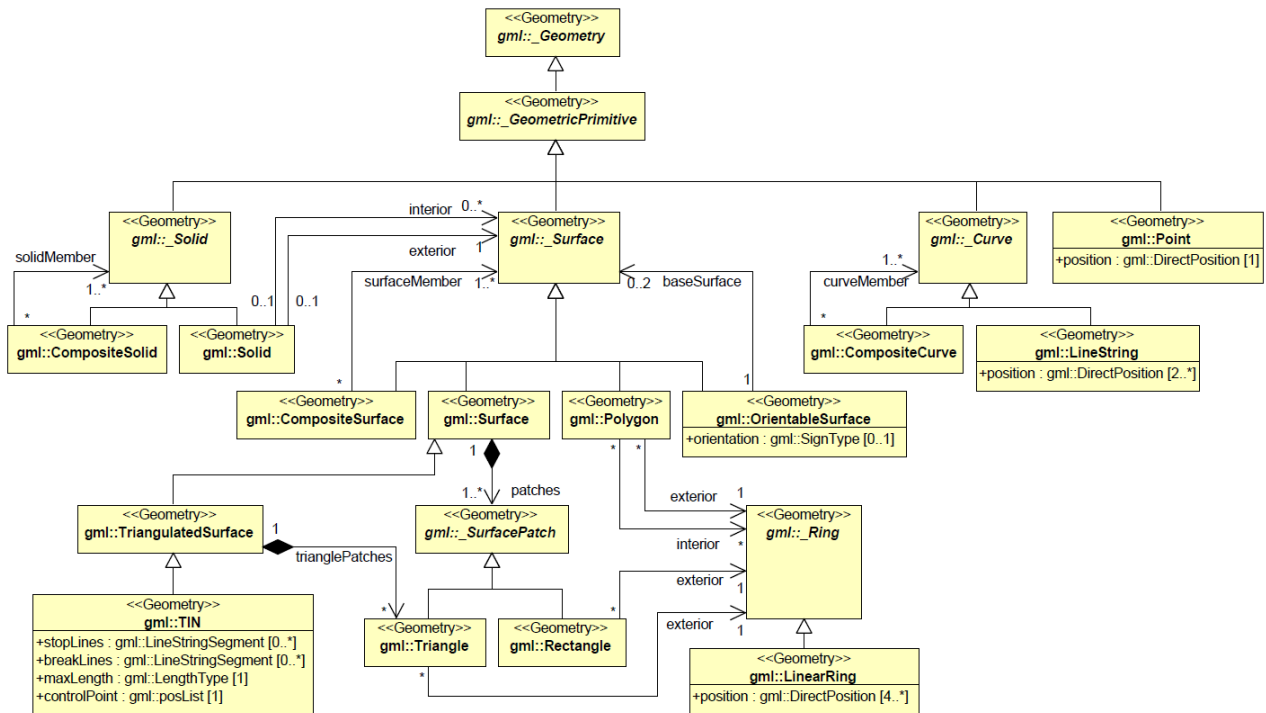 <<Geometry>>
gml::_Geometry
<<Geometry>>
gml::_GeometricPrimitive
<<Geometry>>
gml::_Solid
interior
0..*
exterior
1
<<Geometry>>
gml::_Surface
<<Geometry>>
gml::_Curve
<<Geometry>>
gml::Point
+position : gml::DirectPosition [1]
solidMember
1..*
*
0..1
0..1
surfaceMember
1..*
*
0..2
baseSurface
1
1..*
curveMember
*
<<Geometry>>
gml::CompositeSolid
<<Geometry>>
gml::Solid
<<Geometry>>
gml::CompositeCurve
<<Geometry>>
gml::LineString
+position : gml::DirectPosition [2..*]
<<Geometry>>
gml::CompositeSurface
<<Geometry>>
gml::Surface
<<Geometry>>
gml::Polygon
<<Geometry>>
gml::OrientableSurface
+orientation : gml::SignType [0..1]
1
1..*
patches
*
*
exterior
1
interior
*
<<Geometry>>
gml::TriangulatedSurface
1
trianglePatches
*
<<Geometry>>
gml::_SurfacePatch
<<Geometry>>
gml::_Ring
exterior
1
*
exterior
1
*
<<Geometry>>
gml::TIN
+stopLines : gml::LineStringSegment [0..*]
+breakLines : gml::LineStringSegment [0..*]
+maxLength : gml::LengthType [1]
+controlPoint : gml::posList [1]
<<Geometry>>
gml::Triangle
<<Geometry>>
gml::Rectangle
<<Geometry>>
gml::LinearRing
+position : gml::DirectPosition [4..*]